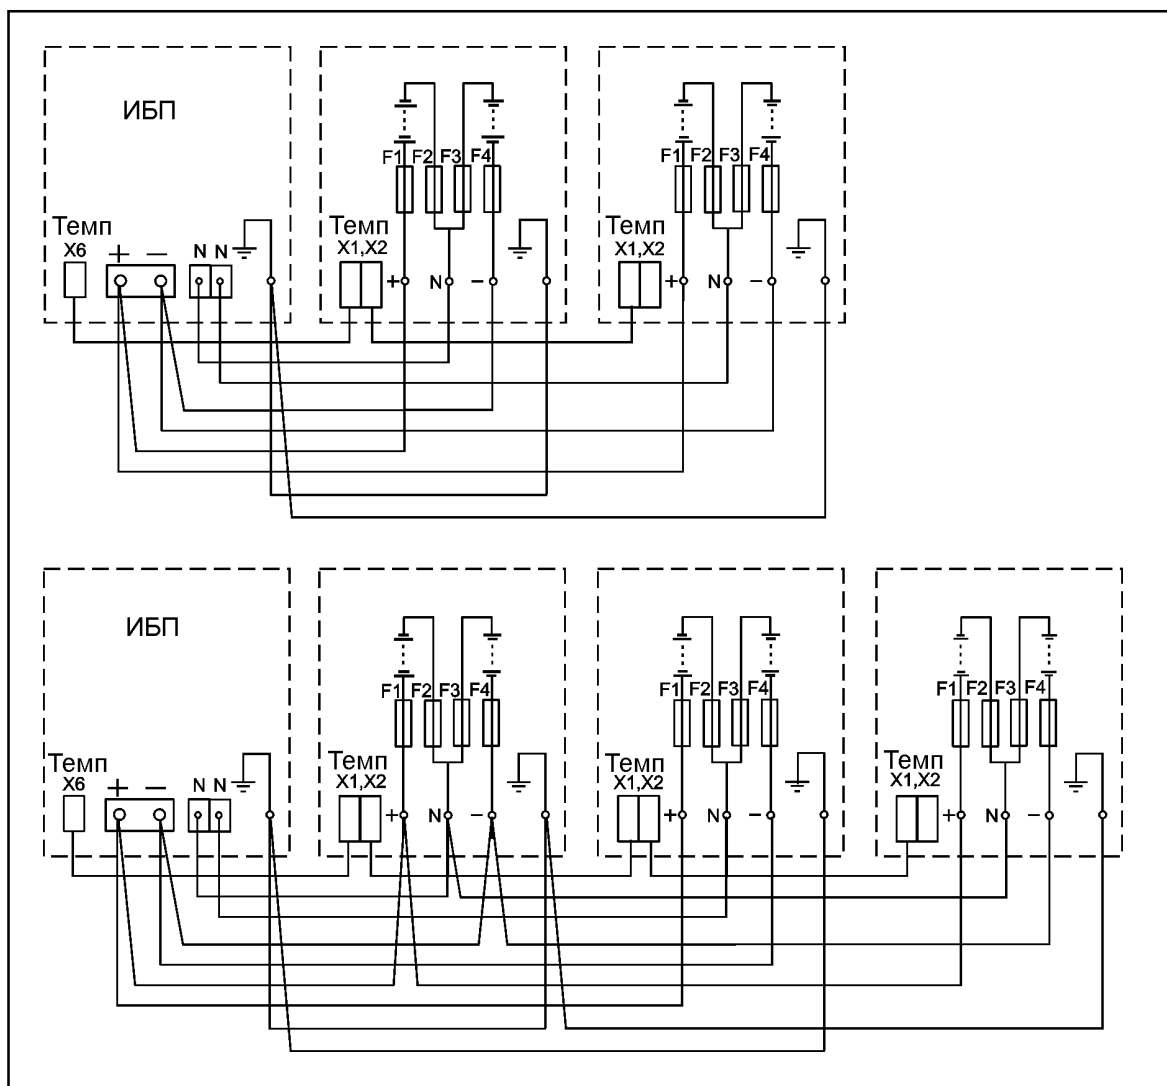 ИБП
F1 F2 F3 F4
F1 F2 F3 F4
Темп
X6
+ −
N N
Темп
X1,X2
+ N −
Темп
X1,X2
+ N −
ИБП
F1 F2 F3 F4
F1 F2 F3 F4
F1 F2 F3 F4
Темп
X6
+ −
N N
Темп
X1,X2
+ N −
Темп
X1,X2
+ N −
Темп
X1,X2
+ N −